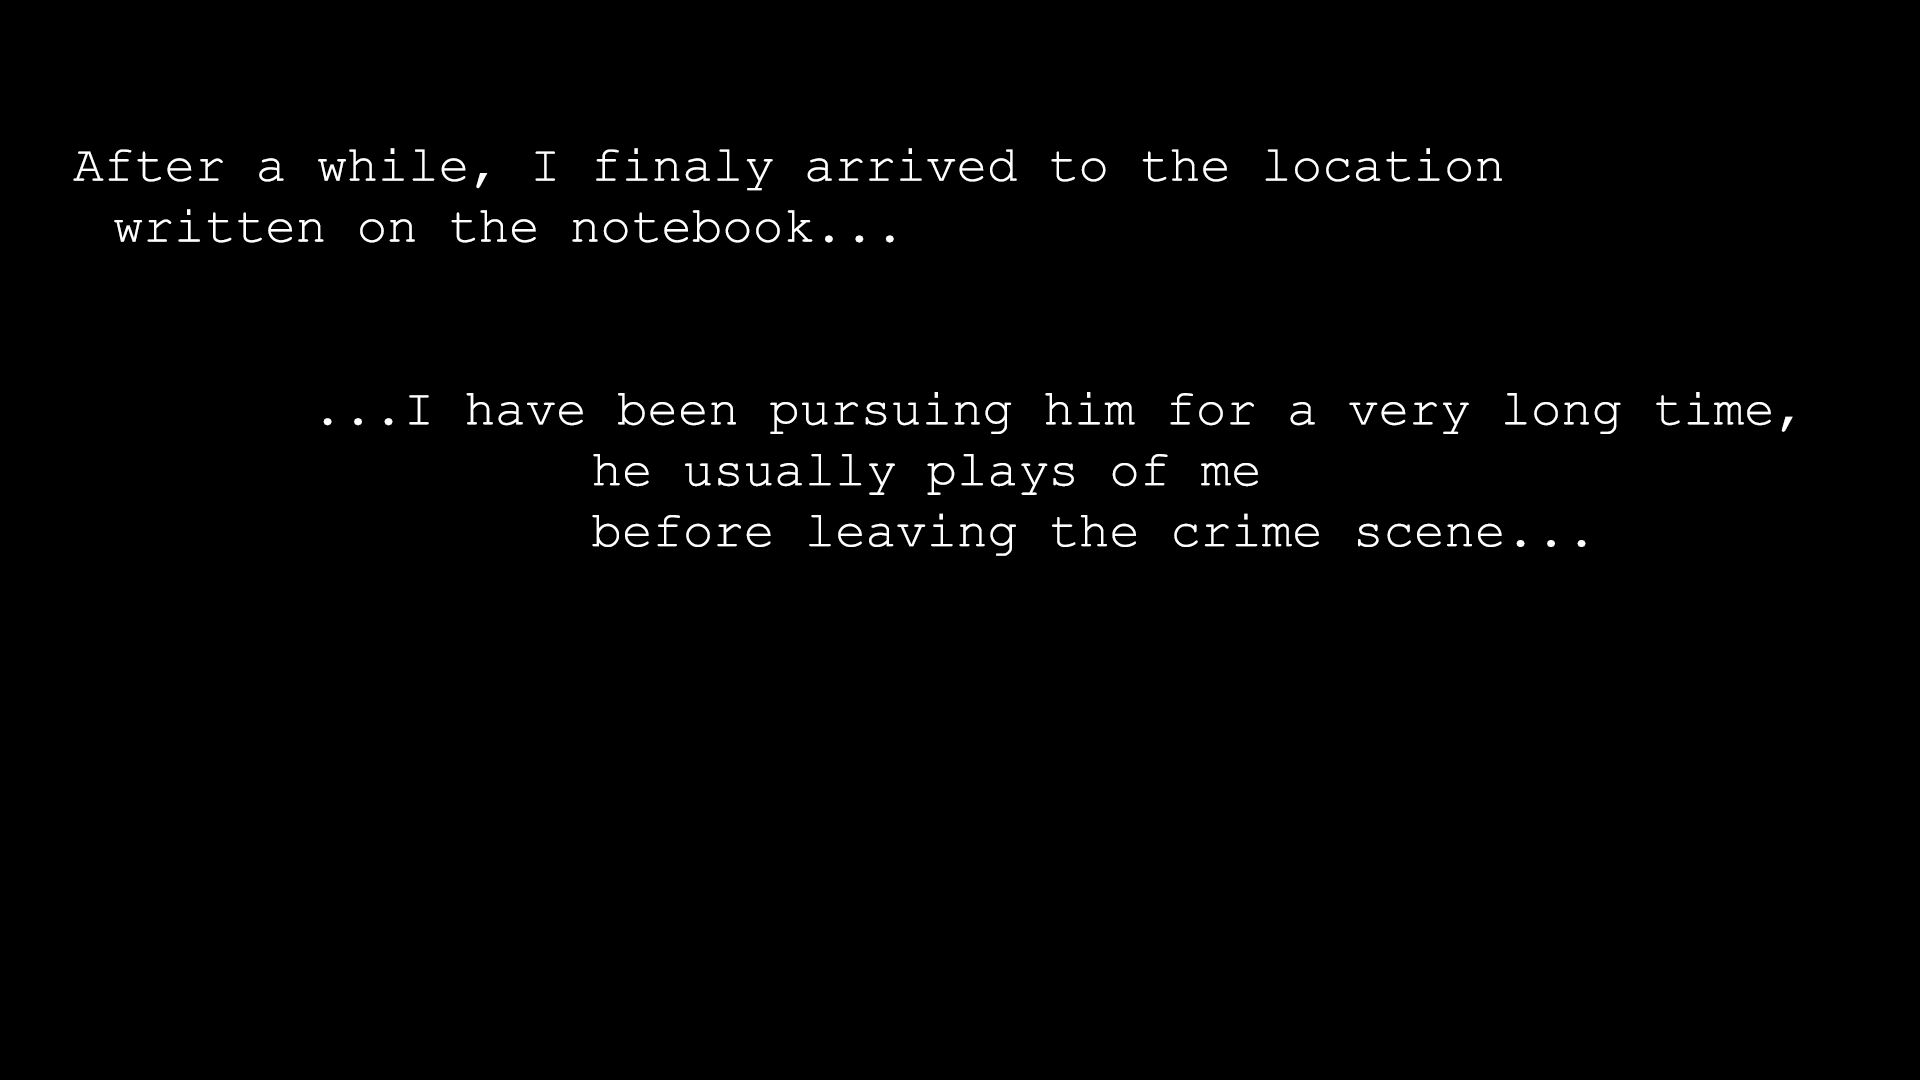 After a while, I finaly arrived to the location
written on the notebook...
...I have been pursuing him for a very long time,
he usually plays of me
before leaving the crime scene...